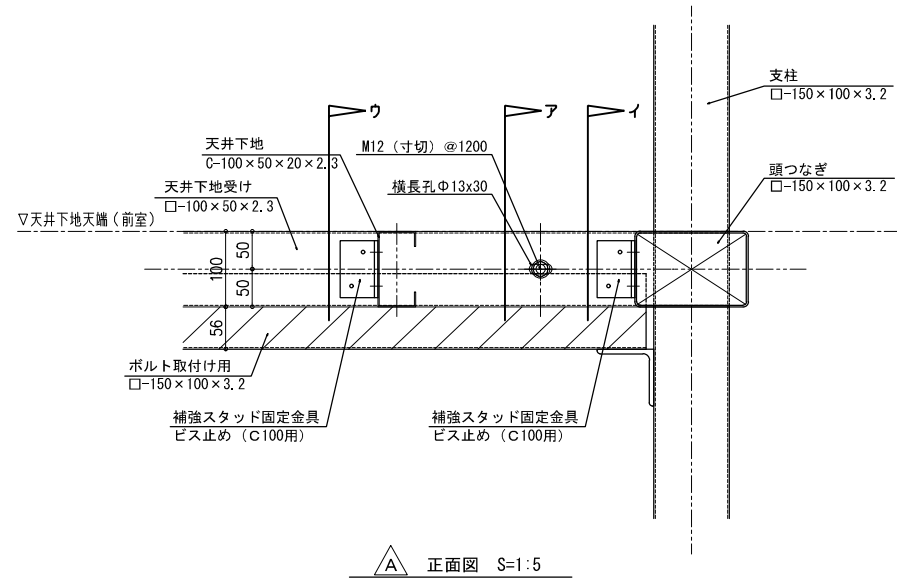 支柱
□-150×100×3.2
ウ
ア
イ
天井下地
C-100×50×20×2.3
M12（寸切）@1200
頭つなぎ
□-150×100×3.2
天井下地受け
□-100×50×2.3
横長孔Φ13x30
▽天井下地天端(前室)
100
50
50
56
ボルト取付け用
□-150×100×3.2
補強スタッド固定金具
ビス止め（C100用）
補強スタッド固定金具
ビス止め（C100用）
A 正面図 S=1:5